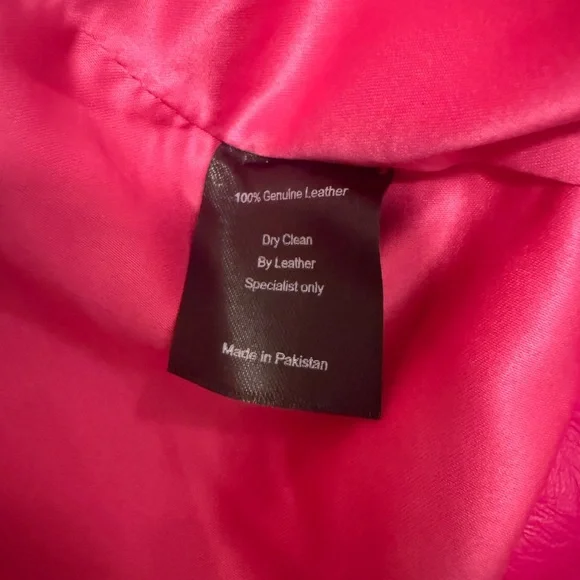 100% Genuine Leather
Dry Clean
By Leather
Specialist only
Made in Pakistan